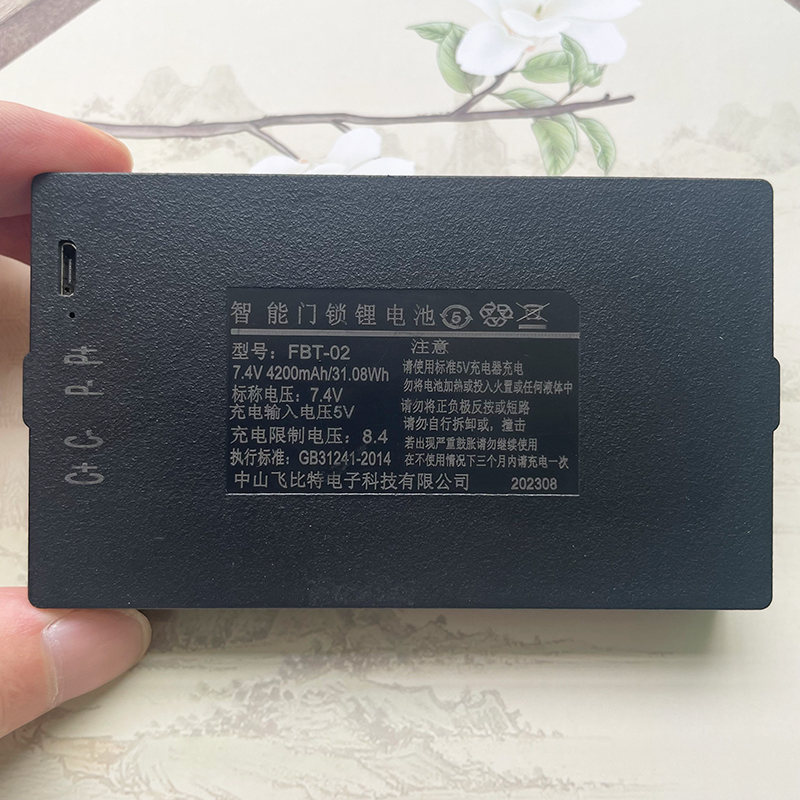 智能门锁锂电池 5
型号：FBT-02
7.4V 4200mAh/31.08Wh
标称电压：7.4V
充电输入电压5V
充电限制电压：8.4
执行标准：GB31241-2014
中山飞比特电子科技有限公司
注意
请使用标准5V充电器充电
勿将电池加热或投入火置或任何液体中
请勿将正负极反接或短路
请勿自行拆卸或，撞击
若出现严重鼓胀请勿继续使用
在不使用情况下三个月内请充电一次
202308
C+ C- P- P+